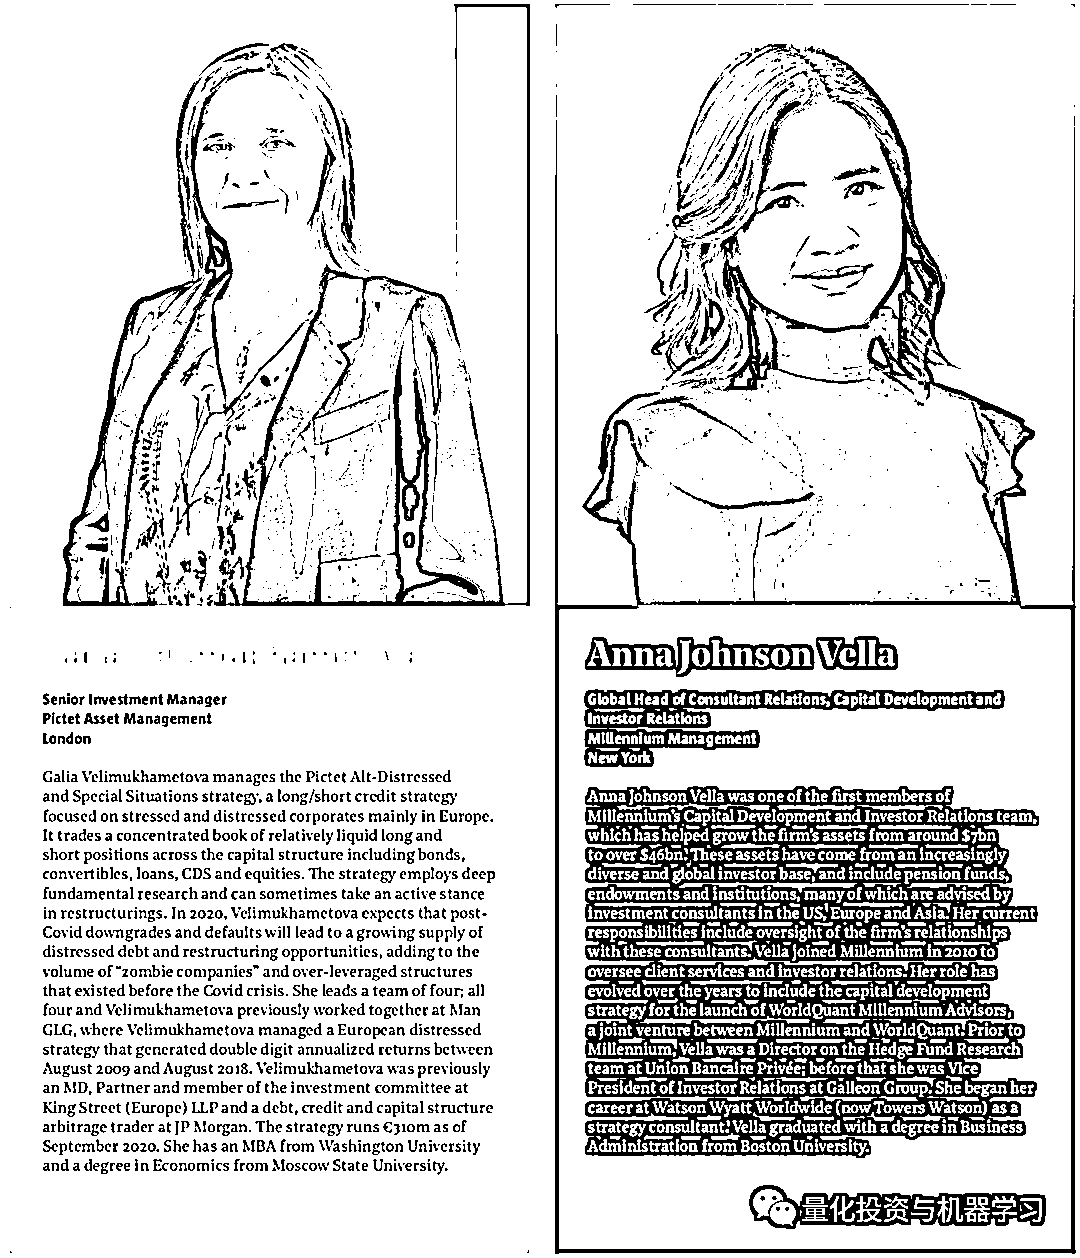 Senior Investment Manager
Pictet Asset Management
London
Galia Velimukhametova manages the Pictet Alt-Distressed
and Special Situations strategy, a long/short credit strategy
focused on stressed and distressed corporates mainly in Europe.
It trades a concentrated book of relatively liquid long and
short positions across the capital structure including bonds,
convertibles, loans, CDS and equities. The strategy employs deep
fundamental research and can sometimes take an active stance
in restructurings. In 2020, Velimukhametova expects that post-
Covid downgrades and defaults will lead to a growing supply of
distressed debt and restructuring opportunities, adding to the
volume of “zombie companies” and over-leveraged structures
that existed before the Covid crisis. She leads a team of four; all
four and Velimukhametova previously worked together at Man
GLG, where Velimukhametova managed a European distressed
strategy that generated double digit annualized returns between
August 2009 and August 2018. Velimukhametova was previously
an MD, Partner and member of the investment committee at
King Street (Europe) LLP and a debt, credit and capital structure
arbitrage trader at JP Morgan. The strategy runs €310m as of
September 2020. She has an MBA from Washington University
and a degree in Economics from Moscow State University.
Anna Johnson Vella
Global Head of Consultant Relations, Capital Development and
Investor Relations
Millennium Management
New York
Anna Johnson Vella was one of the first members of
Millennium's Capital Development and Investor Relations team,
which has helped grow the firm's assets from around $7bn
to over $46bn. These assets have come from an increasingly
diverse and global investor base, and include pension funds,
endowments and institutions, many of which are advised by
investment consultants in the US, Europe and Asia. Her current
responsibilities include oversight of the firm's relationships
with these consultants. Vella joined Millennium in 2010 to
oversee client services and investor relations. Her role has
evolved over the years to include the capital development
strategy for the launch of WorldQuant Millennium Advisors,
a joint venture between Millennium and WorldQuant. Prior to
Millennium, Vella was a Director on the Hedge Fund Research
team at Union Bancaire Privée; before that she was Vice
President of Investor Relations at Galleon Group. She began her
career at Watson Wyatt Worldwide (now Towers Watson) as a
strategy consultant. Vella graduated with a degree in Business
Administration from Boston University.
量化投资与机器学习